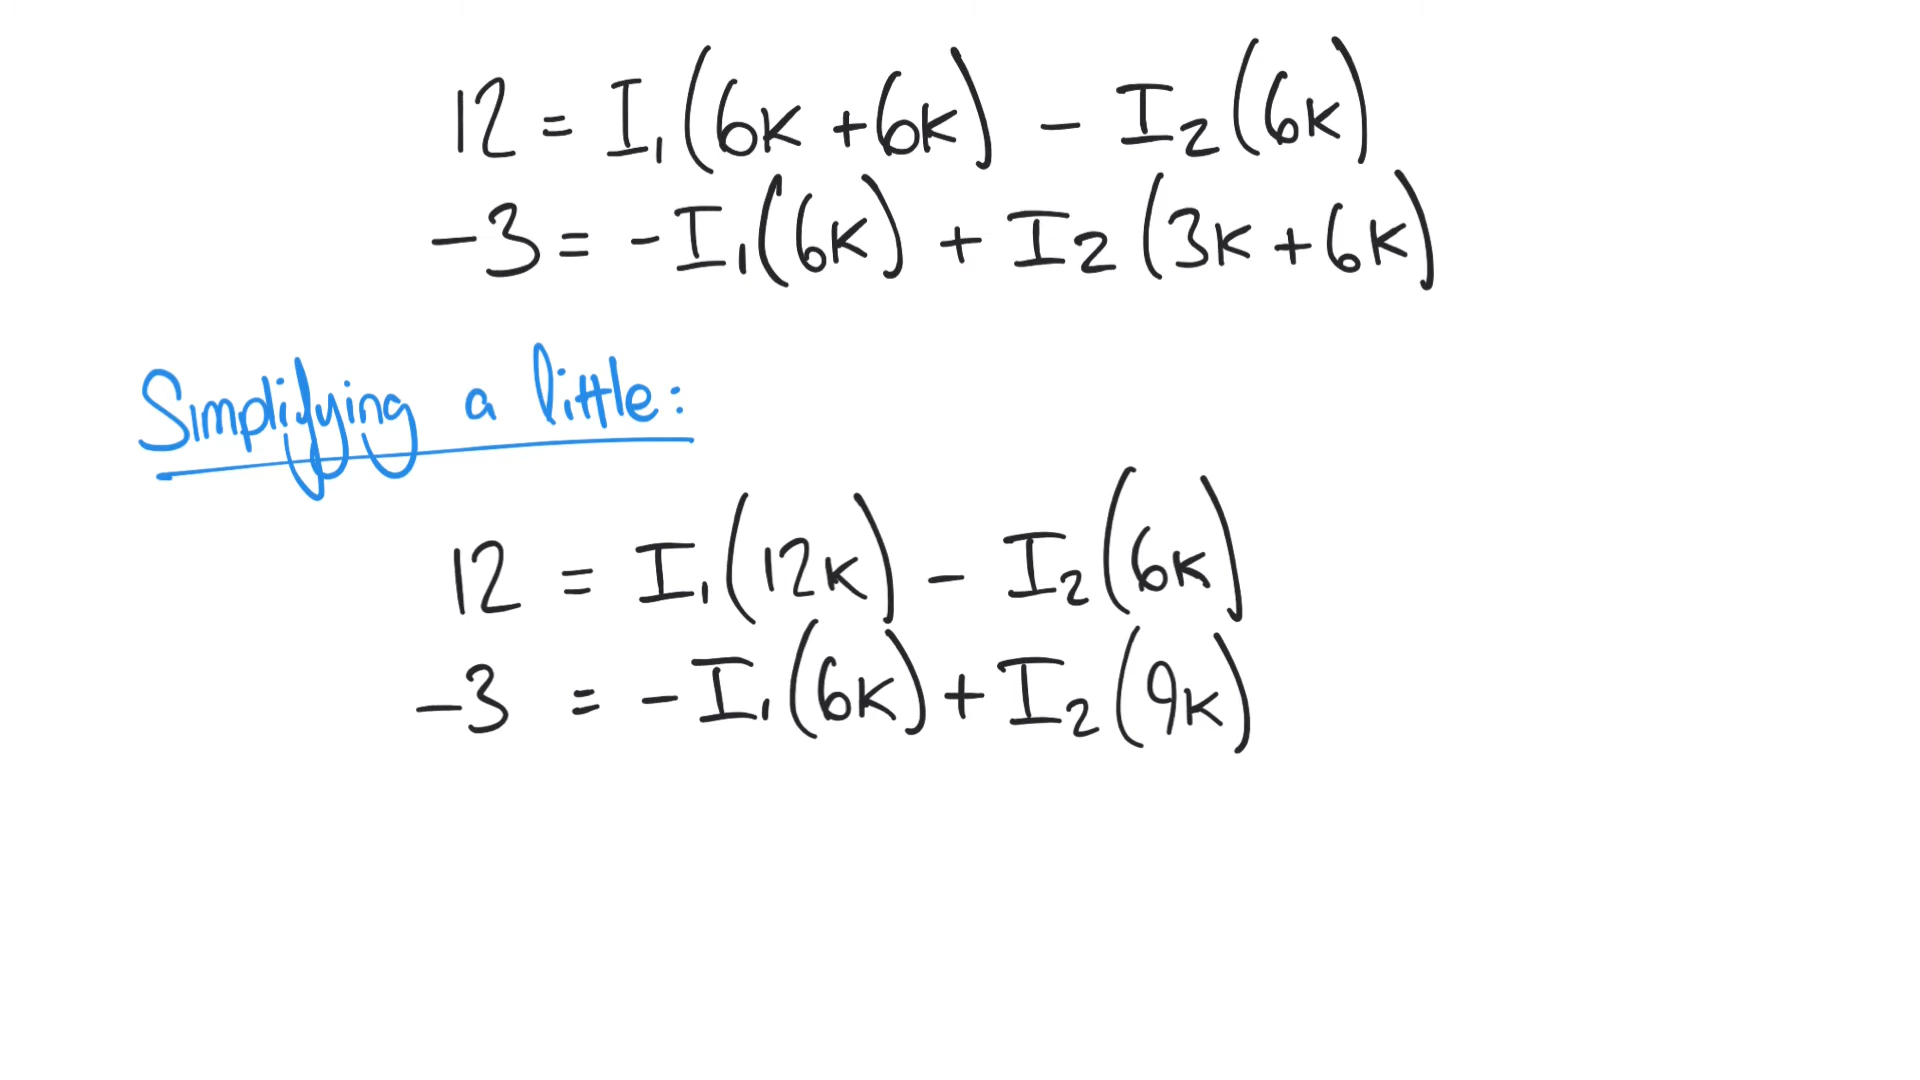 12 = I₁(6k + 6k) - I₂(6k)
-3 = -I₁(6k) + I₂(3k + 6k)
Simplifying a little:
12 = I₁(12k) - I₂(6k)
-3 = -I₁(6k) + I₂(9k)